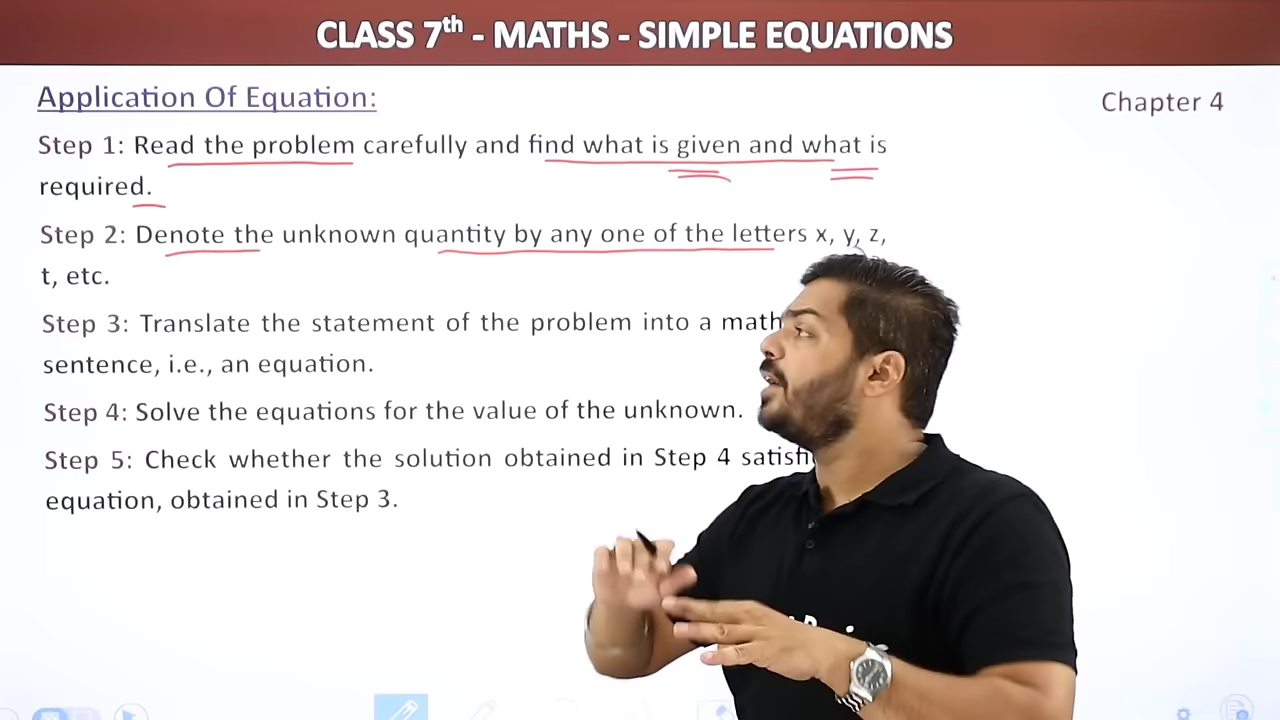 CLASS 7th - MATHS - SIMPLE EQUATIONS
Application Of Equation:
Chapter 4
Step 1: Read the problem carefully and find what is given and what is
required.
Step 2: Denote the unknown quantity by any one of the letters x, y, z,
t, etc.
Step 3: Translate the statement of the problem into a math
sentence, i.e., an equation.
Step 4: Solve the equations for the value of the unknown.
Step 5: Check whether the solution obtained in Step 4 satisf
equation, obtained in Step 3.